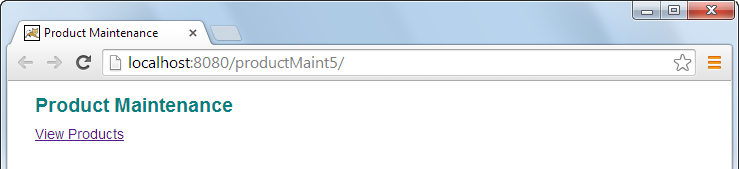 Product Maintenance
localhost:8080/productMaint5/
Product Maintenance
View Products